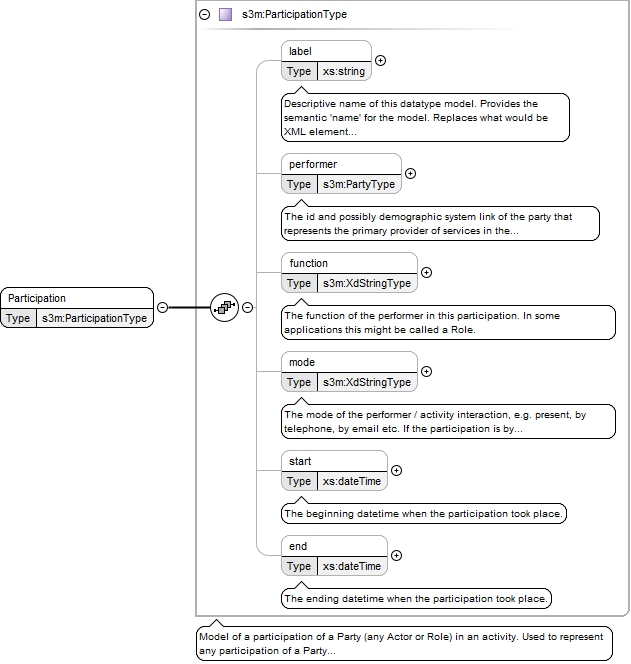 s3m:ParticipationType
label
Type xs:string
Descriptive name of this datatype model. Provides the
semantic 'name' for the model. Replaces what would be
XML element...
performer
Type s3m:PartyType
The id and possibly demographic system link of the party that
represents the primary provider of services in the...
function
Type s3m:XdStringType
The function of the performer in this participation. In some
applications this might be called a Role.
Participation
Type s3m:ParticipationType
mode
Type s3m:XdStringType
The mode of the performer / activity interaction, e.g. present, by
telephone, by email etc. If the participation is by...
start
Type xs:dateTime
The beginning datetime when the participation took place.
end
Type xs:dateTime
The ending datetime when the participation took place.
Model of a participation of a Party (any Actor or Role) in an activity. Used to represent
any participation of a Party...